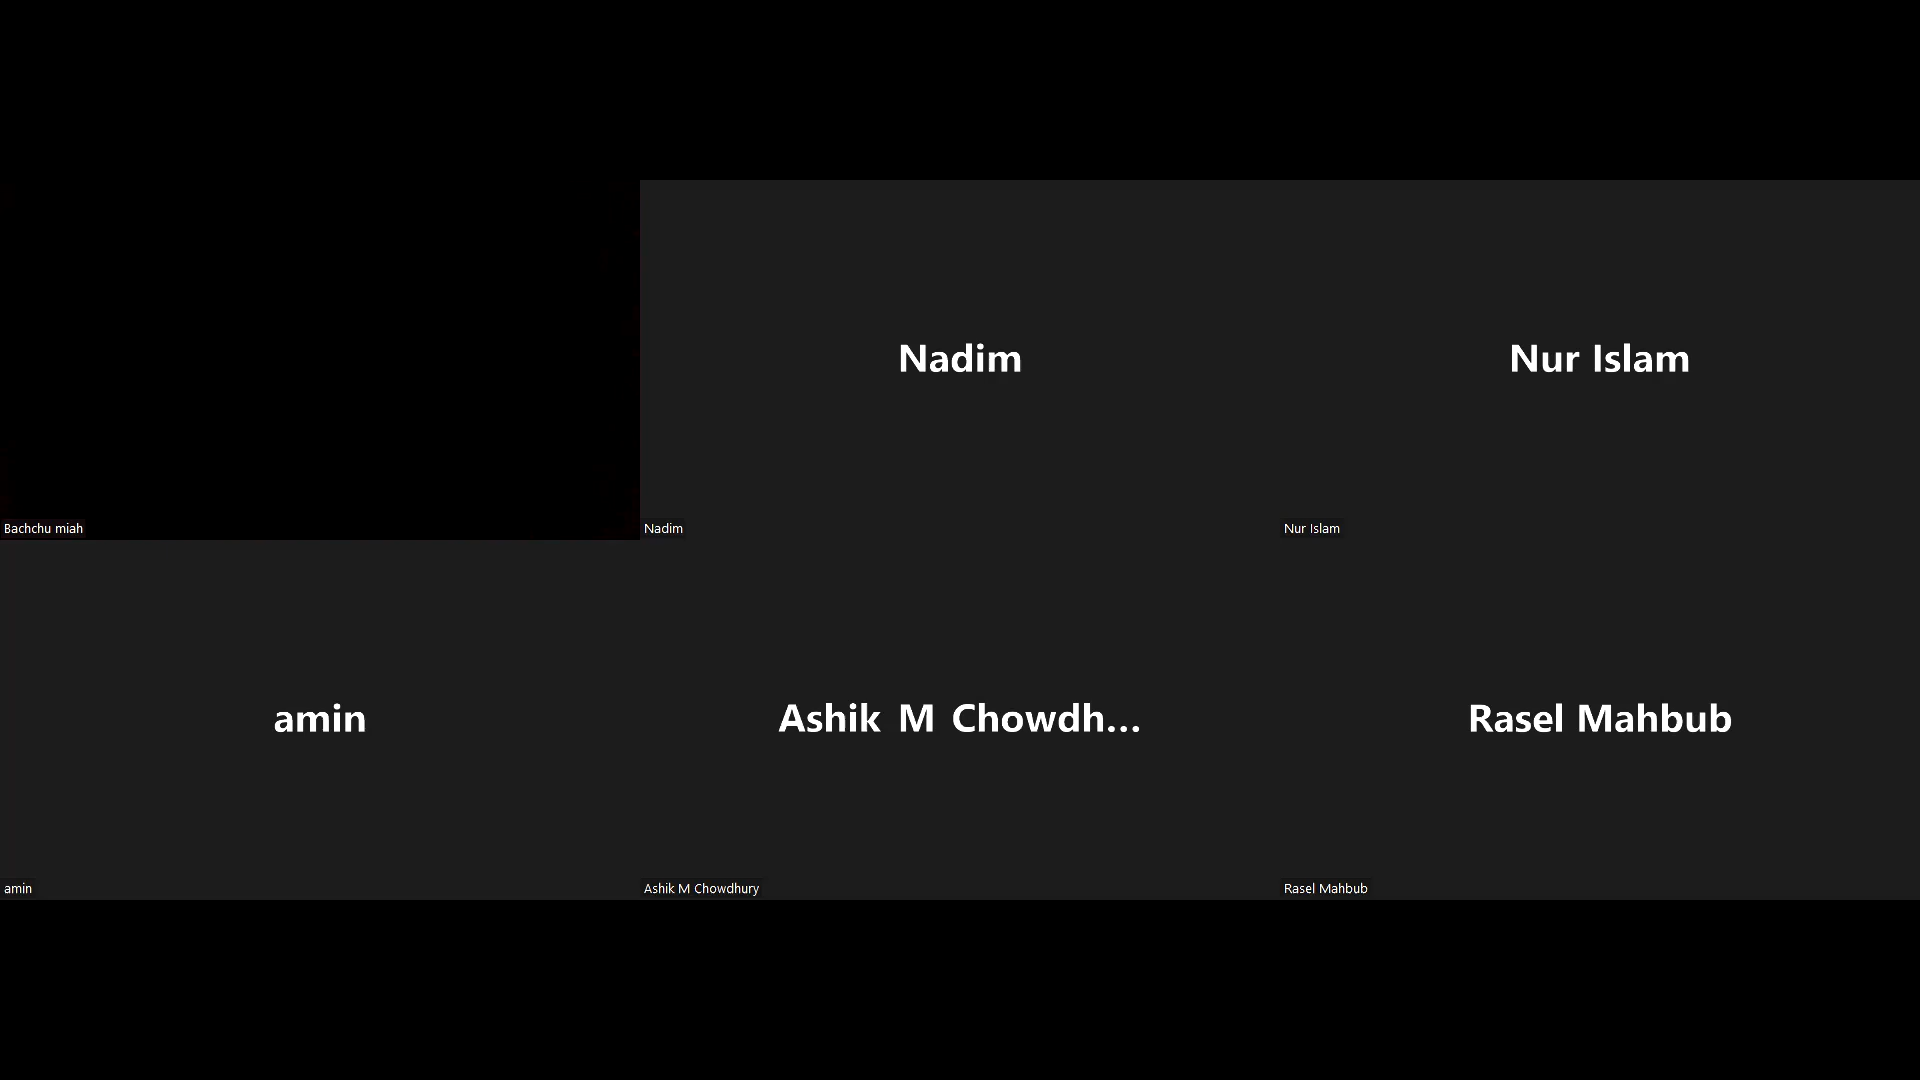 Nadim
Nur Islam
Bachchu miah
Nadim
Nur Islam
amin
Ashik M Chowdh...
Rasel Mahbub
amin
Ashik M Chowdhury
Rasel Mahbub